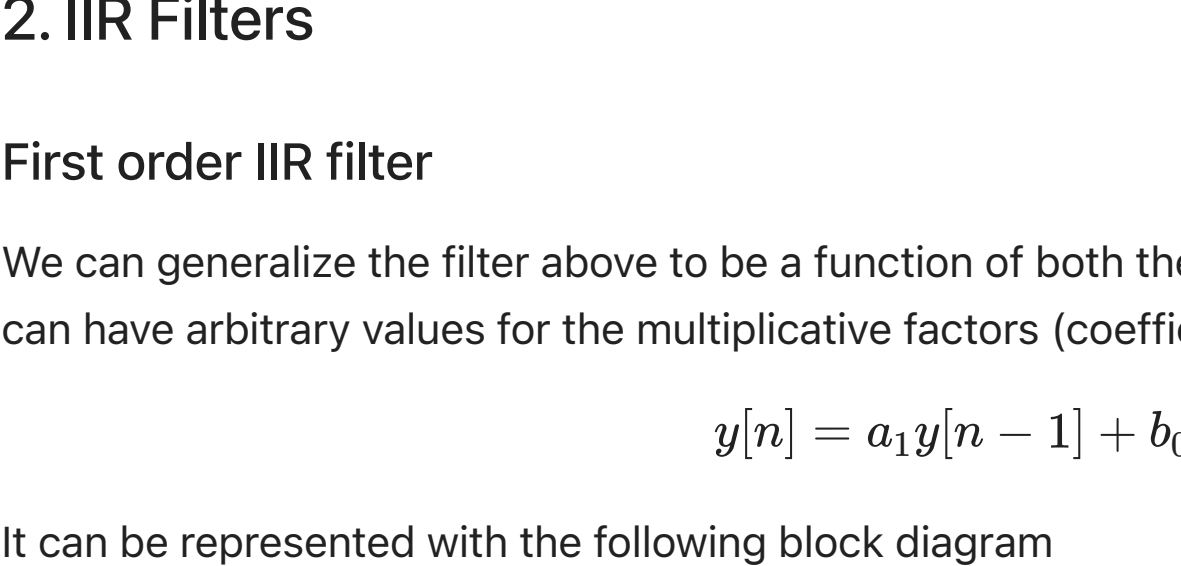 2. IIR Filters
First order IIR filter
We can generalize the filter above to be a function of both the
can have arbitrary values for the multiplicative factors (coeffi
y[n] = a₁y[n − 1] + b₀
It can be represented with the following block diagram